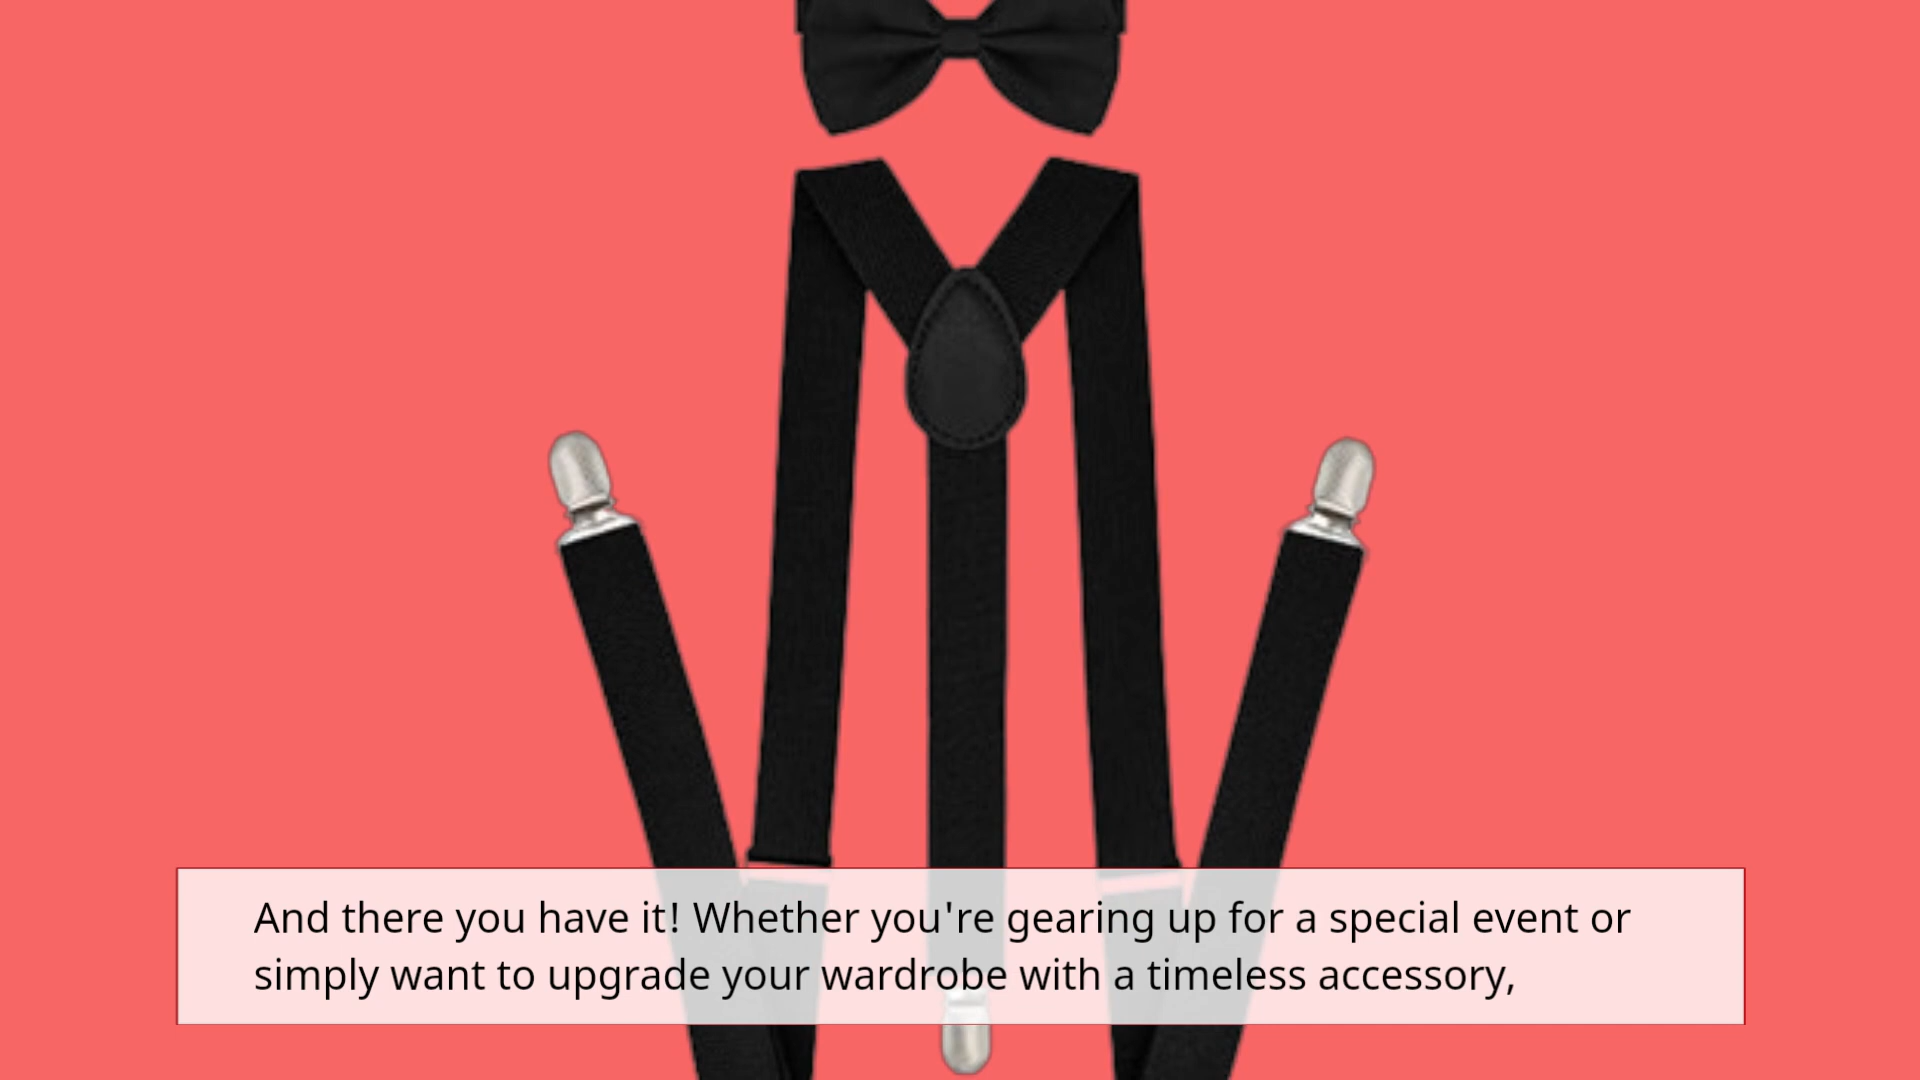 And there you have it! Whether you're gearing up for a special event or
simply want to upgrade your wardrobe with a timeless accessory,